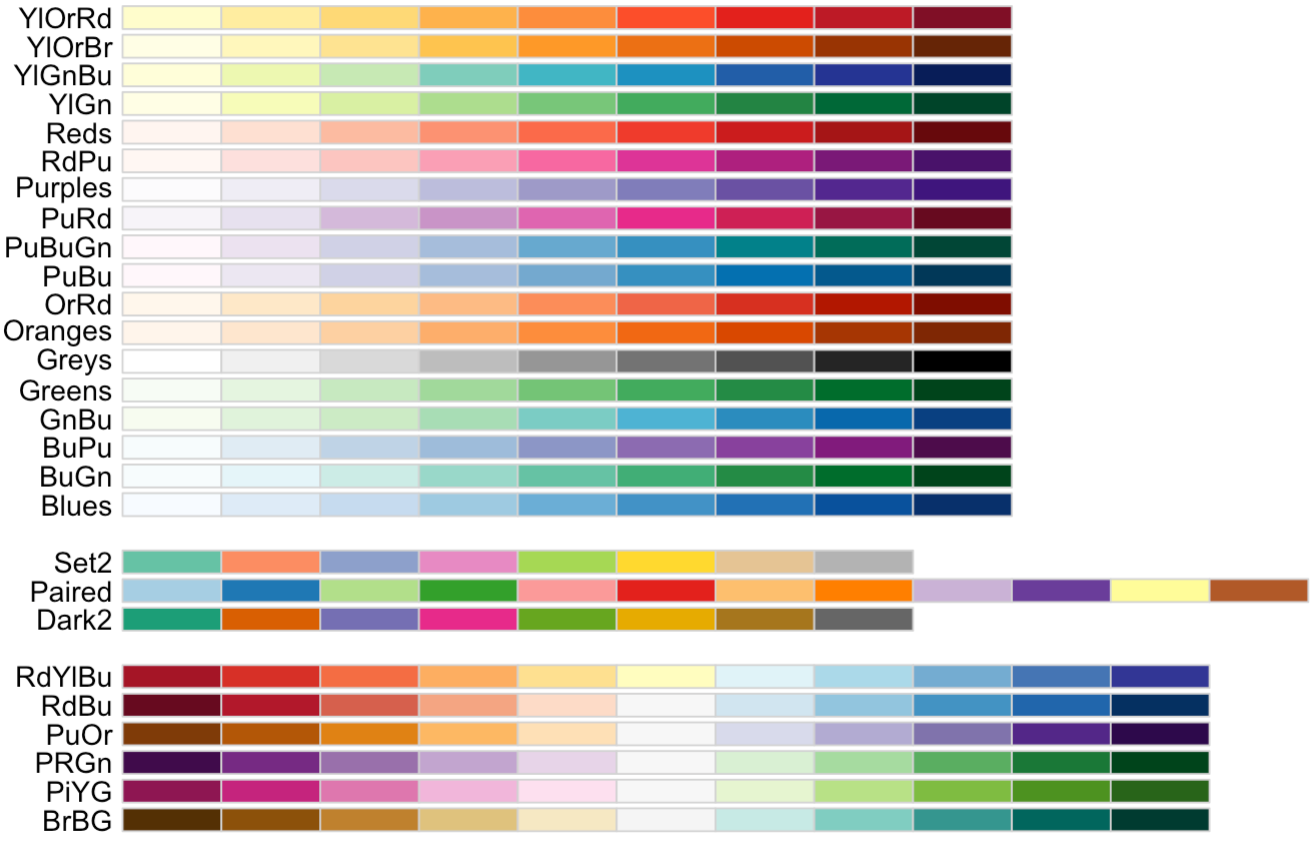 YlOrRd
YlOrBr
YlGnBu
YlGn
Reds
RdPu
Purples
PuRd
PuBuGn
PuBu
OrRd
Oranges
Greys
Greens
GnBu
BuPu
BuGn
Blues
Set2
Paired
Dark2
RdYlBu
RdBu
PuOr
PRGn
PiYG
BrBG